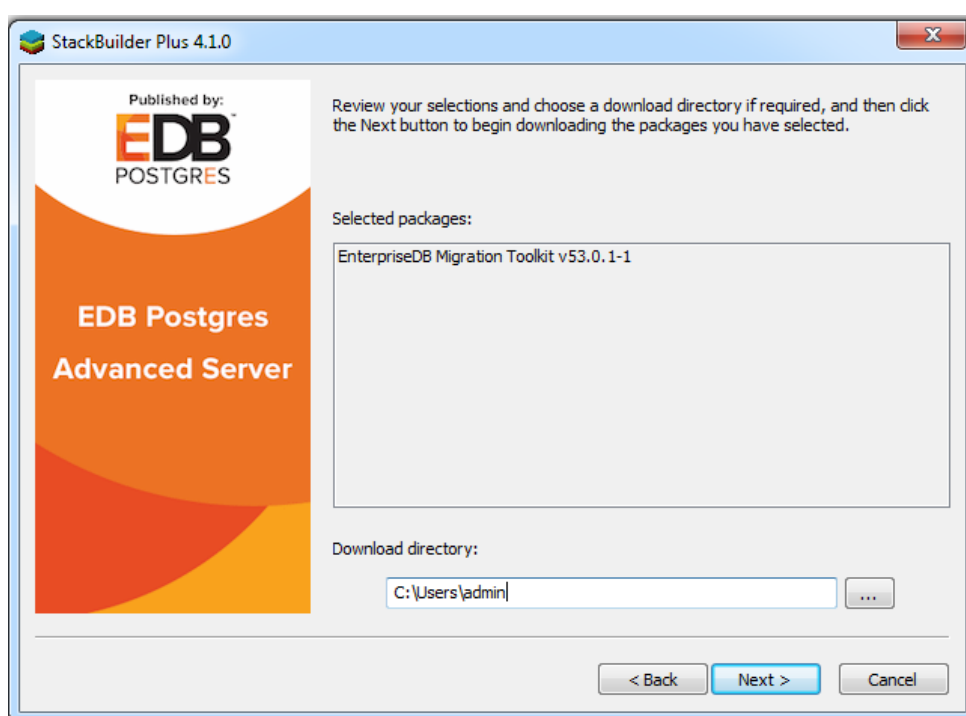 StackBuilder Plus 4.1.0
Published by:
EDB™
POSTGRES
EDB Postgres
Advanced Server
Review your selections and choose a download directory if required, and then click
the Next button to begin downloading the packages you have selected.
Selected packages:
EnterpriseDB Migration Toolkit v53.0.1-1
Download directory:
C:\Users\admin
...
< Back
Next >
Cancel